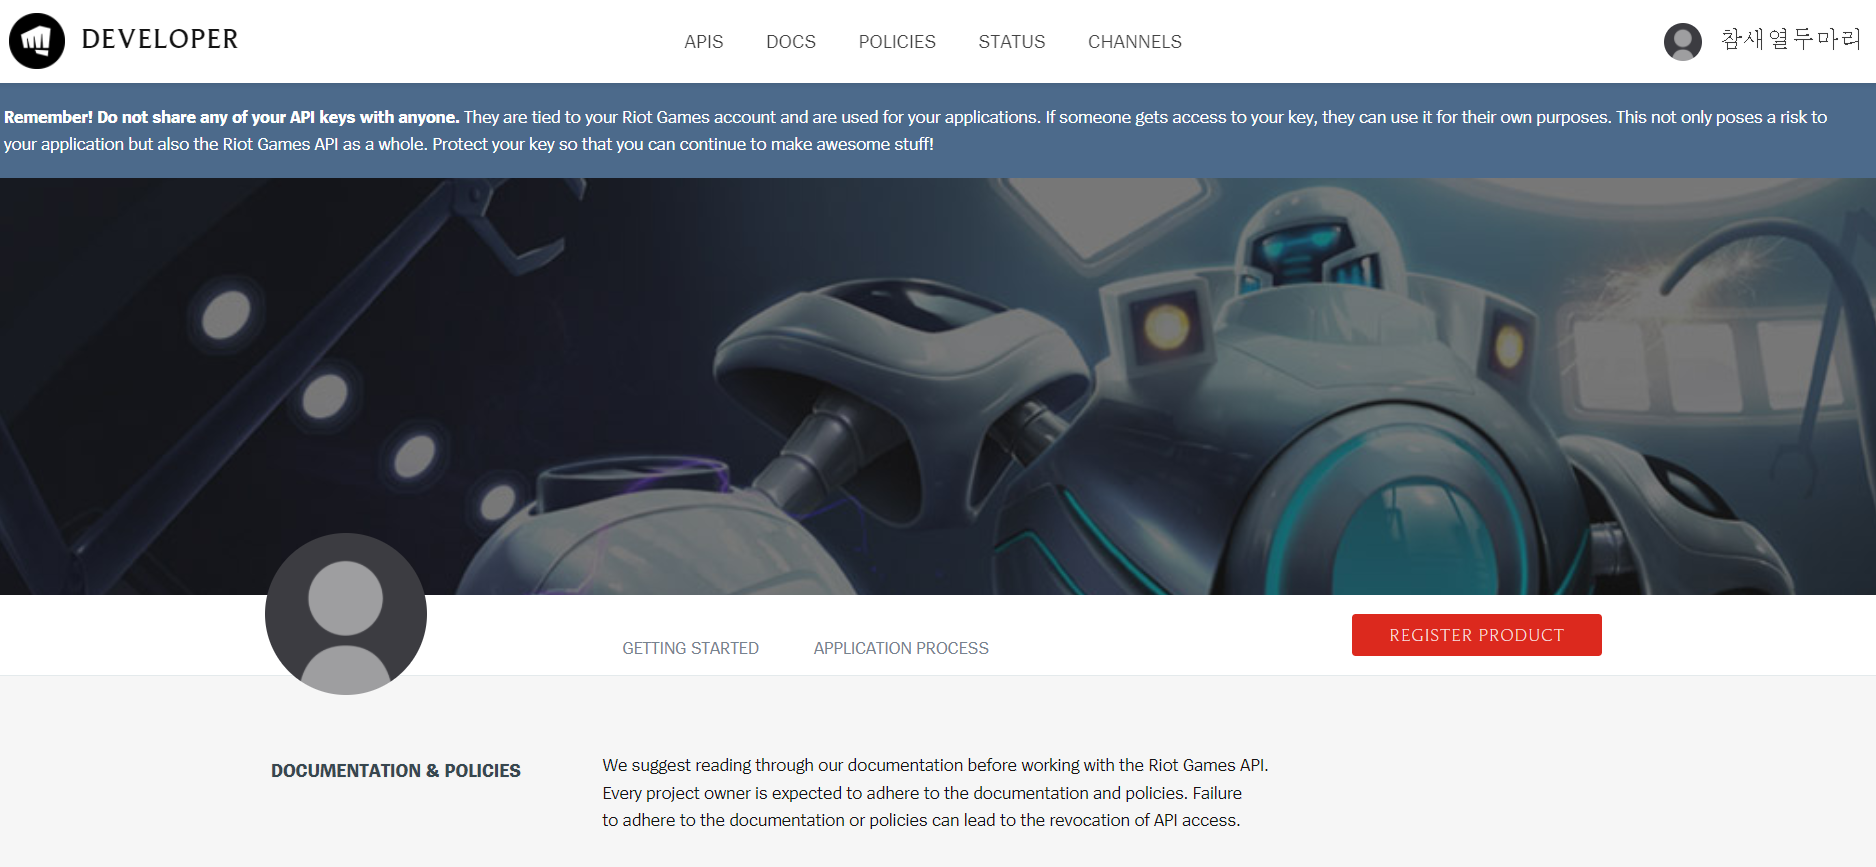 DEVELOPER
APIS DOCS POLICIES STATUS CHANNELS
참새열두마리
Remember! Do not share any of your API keys with anyone. They are tied to your Riot Games account and are used for your applications. If someone gets access to your key, they can use it for their own purposes. This not only poses a risk to
your application but also the Riot Games API as a whole. Protect your key so that you can continue to make awesome stuff!
GETTING STARTED APPLICATION PROCESS
REGISTER PRODUCT
DOCUMENTATION & POLICIES
We suggest reading through our documentation before working with the Riot Games API.
Every project owner is expected to adhere to the documentation and policies. Failure
to adhere to the documentation or policies can lead to the revocation of API access.